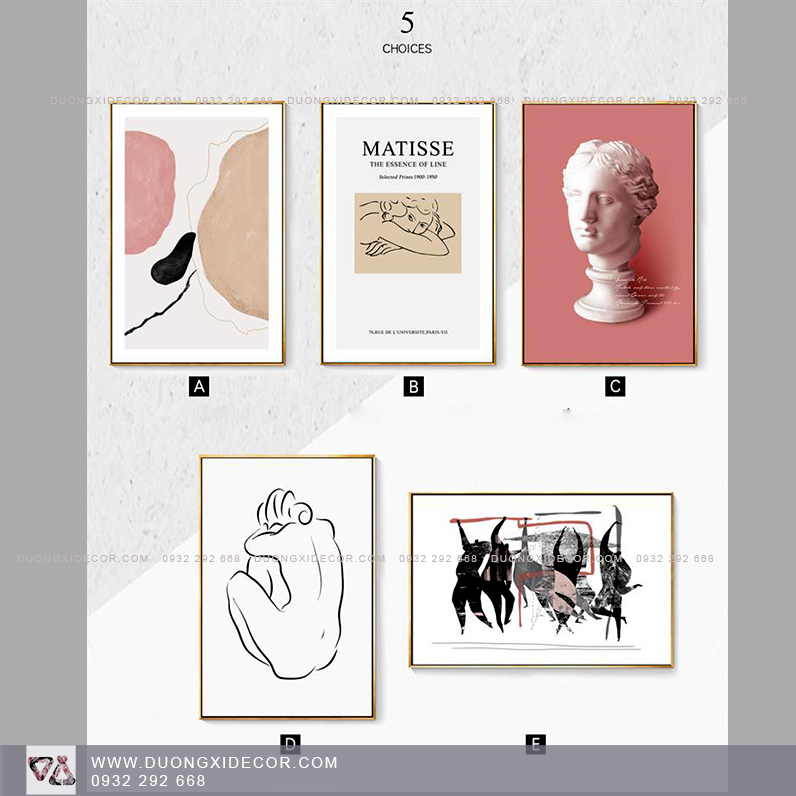 5
CHOICES
DUONGXIDECOR.COM 0932 292 668 DUONGXIDECOR.COM 0932 292 668 DUONGXIDECOR.COM 0932 292 668
MATISSE
THE ESSENCE OF LINE
Selected Prints:1900-1950
70,RUE DE L'UNIVERSITE,PARIS-VII
A
B
C
DUONGXIDECOR.COM 0932 292 668 DUONGXIDECOR.COM 0932 292 668 DUONGXIDECOR.COM 0932 292 668
D
E
WWW.DUONGXIDECOR.COM
0932 292 668